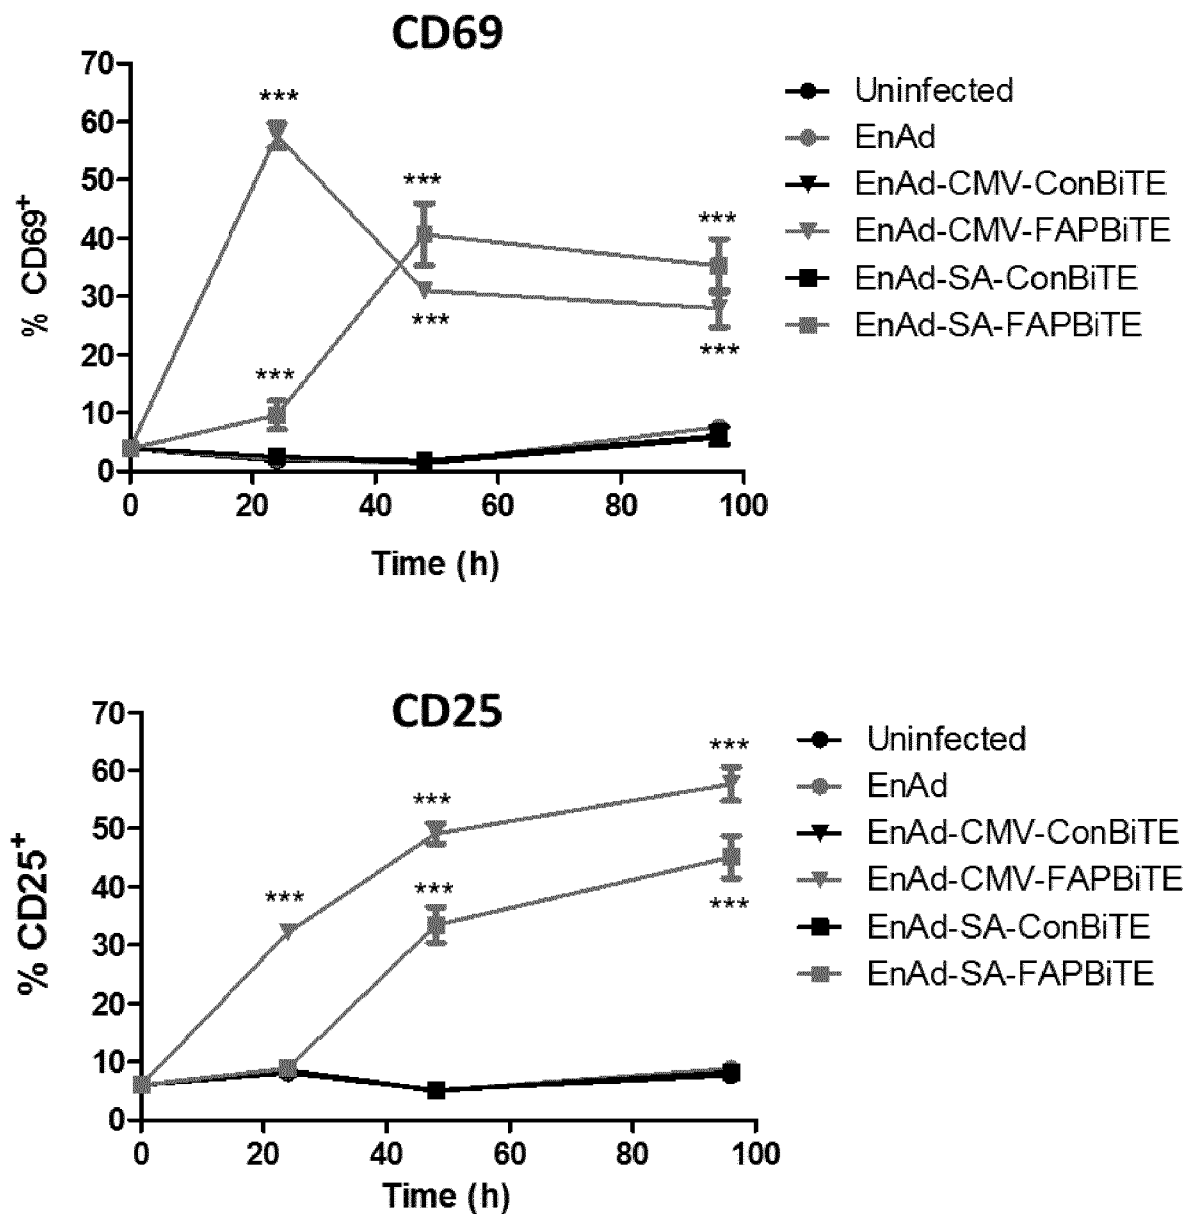 CD69
% CD69+
70
60
50
40
30
20
10
0
***
***
***
***
***
***
0 20 40 60 80 100
Time (h)
Uninfected
EnAd
EnAd-CMV-ConBiTE
EnAd-CMV-FAPBiTE
EnAd-SA-ConBiTE
EnAd-SA-FAPBiTE
CD25
% CD25+
70
60
50
40
30
20
10
0
***
***
***
***
***
0 20 40 60 80 100
Time (h)
Uninfected
EnAd
EnAd-CMV-ConBiTE
EnAd-CMV-FAPBiTE
EnAd-SA-ConBiTE
EnAd-SA-FAPBiTE